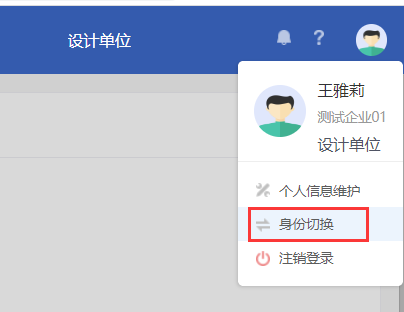 设计单位
?
王雅莉
测试企业01
设计单位
个人信息维护
身份切换
注销登录